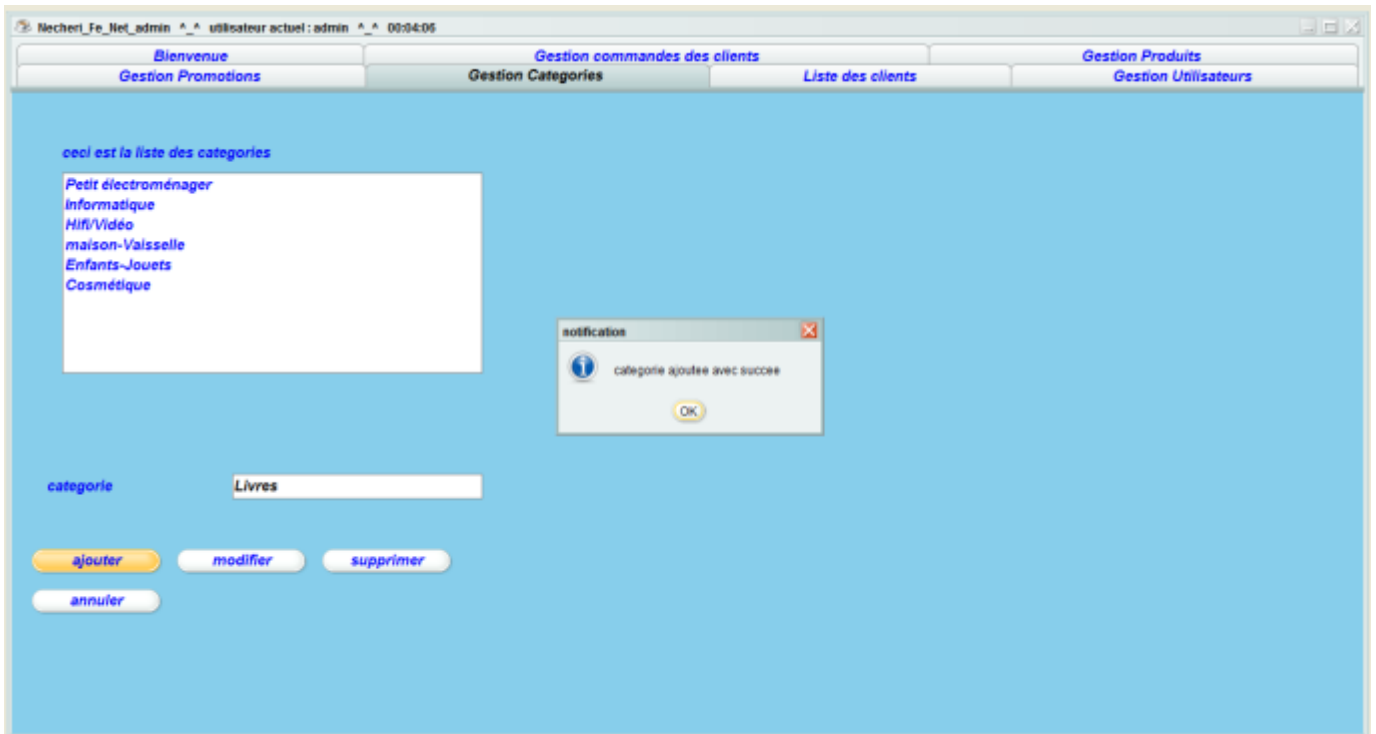 Necheri_Fe_Net_admin ^_^ utilisateur actuel : admin ^_^ 00:04:06
Bienvenue Gestion commandes des clients Gestion Produits
Gestion Promotions Gestion Categories Liste des clients Gestion Utilisateurs
ceci est la liste des categories
Petit électroménager
Informatique
Hifi/Vidéo
maison-Vaisselle
Enfants-Jouets
Cosmétique
notification
categorie ajoutee avec succee
OK
categorie Livres
ajouter modifier supprimer
annuler